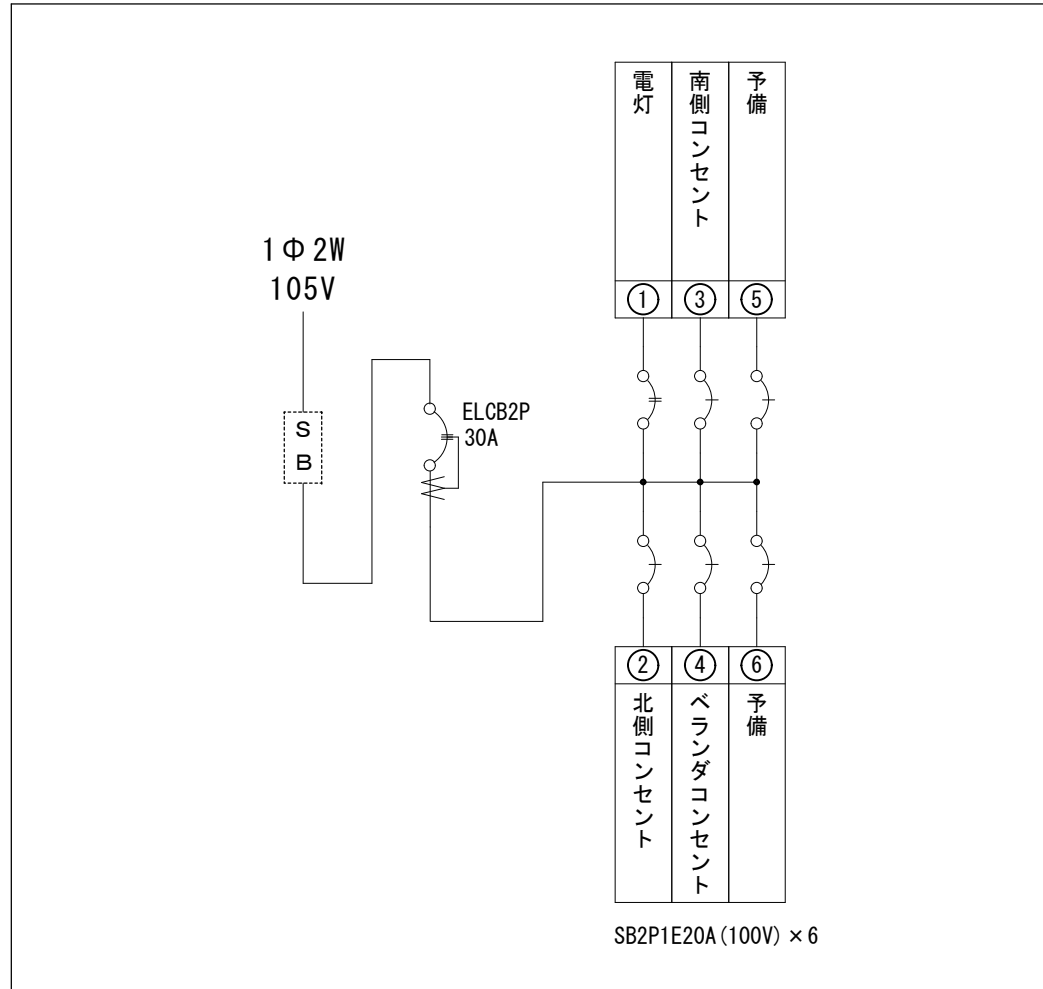 電灯
南側コンセント
予備
1Φ2W
105V
① ③ ⑤
S
B
ELCB2P
30A
② ④ ⑥
北側コンセント
ベランダコンセント
予備
SB2P1E20A(100V)×6